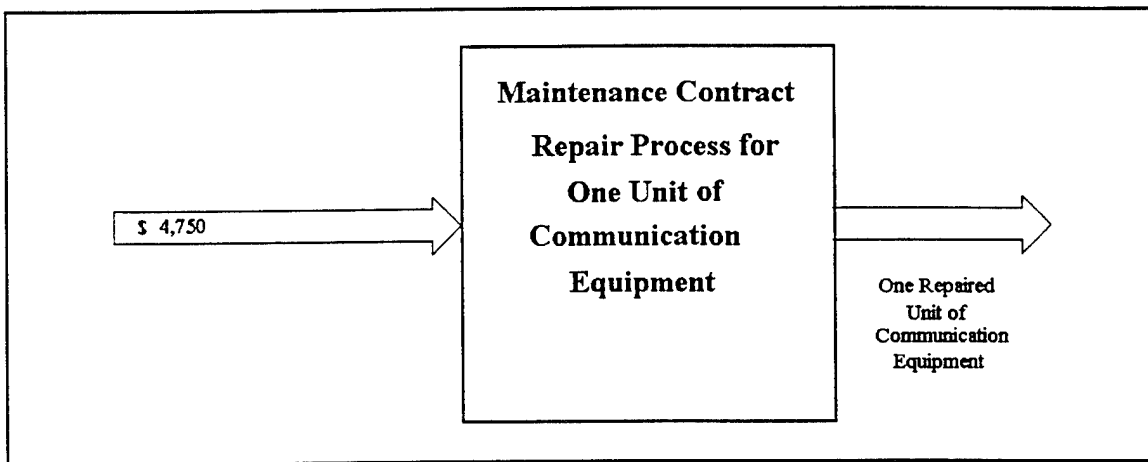 Maintenance Contract
Repair Process for
One Unit of
Communication
Equipment
$ 4,750
One Repaired
Unit of
Communication
Equipment